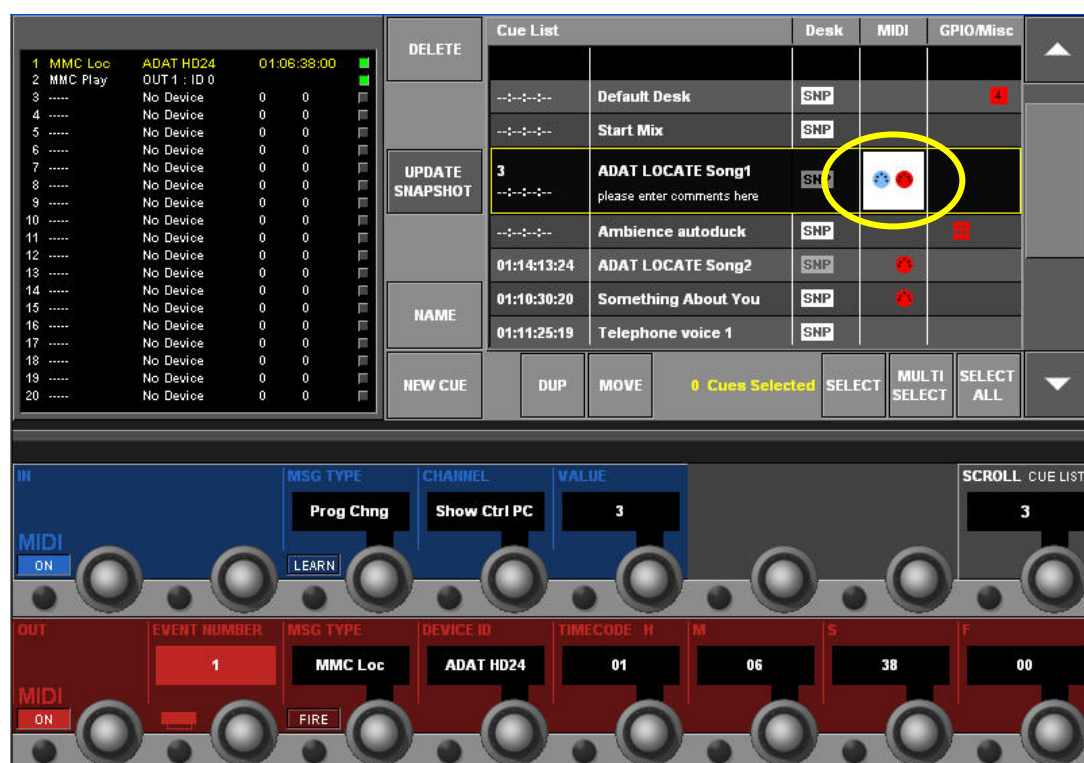 DELETE
Cue List Desk MIDI GPIO/Misc
1 MMC Loc ADAT HD24 01:06:38:00
2 MMC Play OUT 1 : ID 0
3 ----- No Device 0 0
4 ----- No Device 0 0
5 ----- No Device 0 0
6 ----- No Device 0 0
7 ----- No Device 0 0
8 ----- No Device 0 0
9 ----- No Device 0 0
10 ----- No Device 0 0
11 ----- No Device 0 0
12 ----- No Device 0 0
13 ----- No Device 0 0
14 ----- No Device 0 0
15 ----- No Device 0 0
16 ----- No Device 0 0
17 ----- No Device 0 0
18 ----- No Device 0 0
19 ----- No Device 0 0
20 ----- No Device 0 0
UPDATE
SNAPSHOT
NAME
NEW CUE
--:--:--:-- Default Desk SNP 4
--:--:--:-- Start Mix SNP
3 ADAT LOCATE Song1 SNP
--:--:--:-- please enter comments here
--:--:--:-- Ambience autoduck SNP
01:14:13:24 ADAT LOCATE Song2 SNP
01:10:30:20 Something About You SNP
01:11:25:19 Telephone voice 1 SNP
DUP MOVE 0 Cues Selected SELECT MULTI SELECT SELECT ALL
IN MSG TYPE CHANNEL VALUE SCROLL CUE LIST
Prog Chng Show Ctrl PC 3 3
MIDI
ON LEARN
OUT EVENT NUMBER MSG TYPE DEVICE ID TIMECODE H M S F
1 MMC Loc ADAT HD24 01 06 38 00
MIDI
ON FIRE